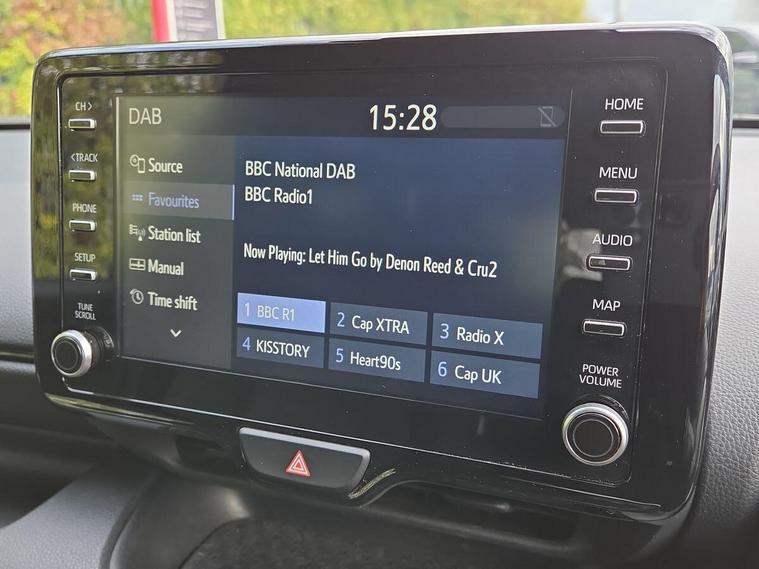 DAB
15:28
CH >
< TRACK
PHONE
SETUP
TUNE
SCROLL
Source
Favourites
Station list
Manual
Time shift
BBC National DAB
BBC Radio1
Now Playing: Let Him Go by Denon Reed & Cru2
1 BBC R1
2 Cap XTRA
3 Radio X
4 KISSTORY
5 Heart90s
6 Cap UK
HOME
MENU
AUDIO
MAP
POWER
VOLUME